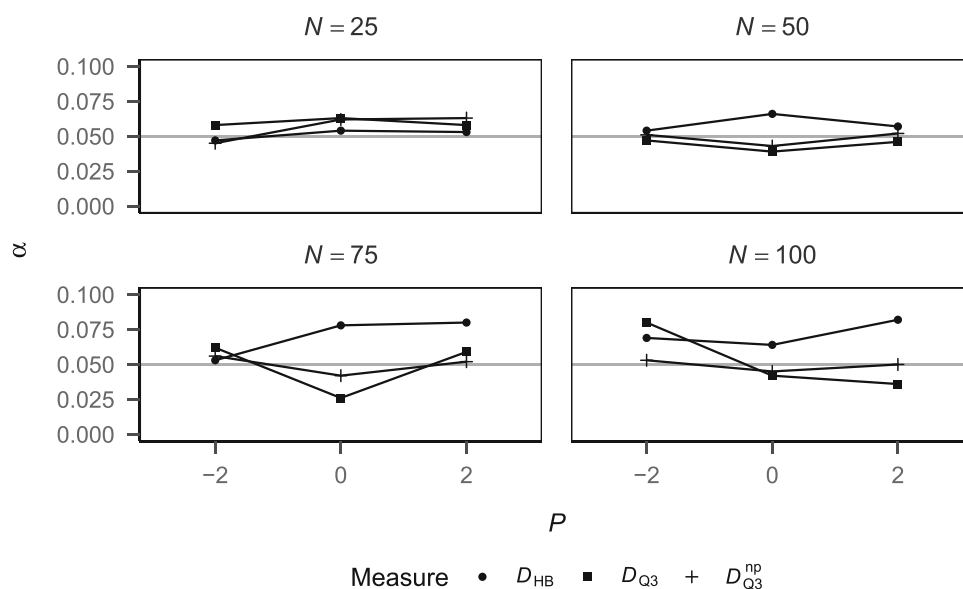 N = 25
N = 50
0.100
0.075
0.050
0.025
0.000
α
N = 75
N = 100
0.100
0.075
0.050
0.025
0.000
−2 0 2 −2 0 2
P
Measure D_HB D_Q3 D_Q3^np